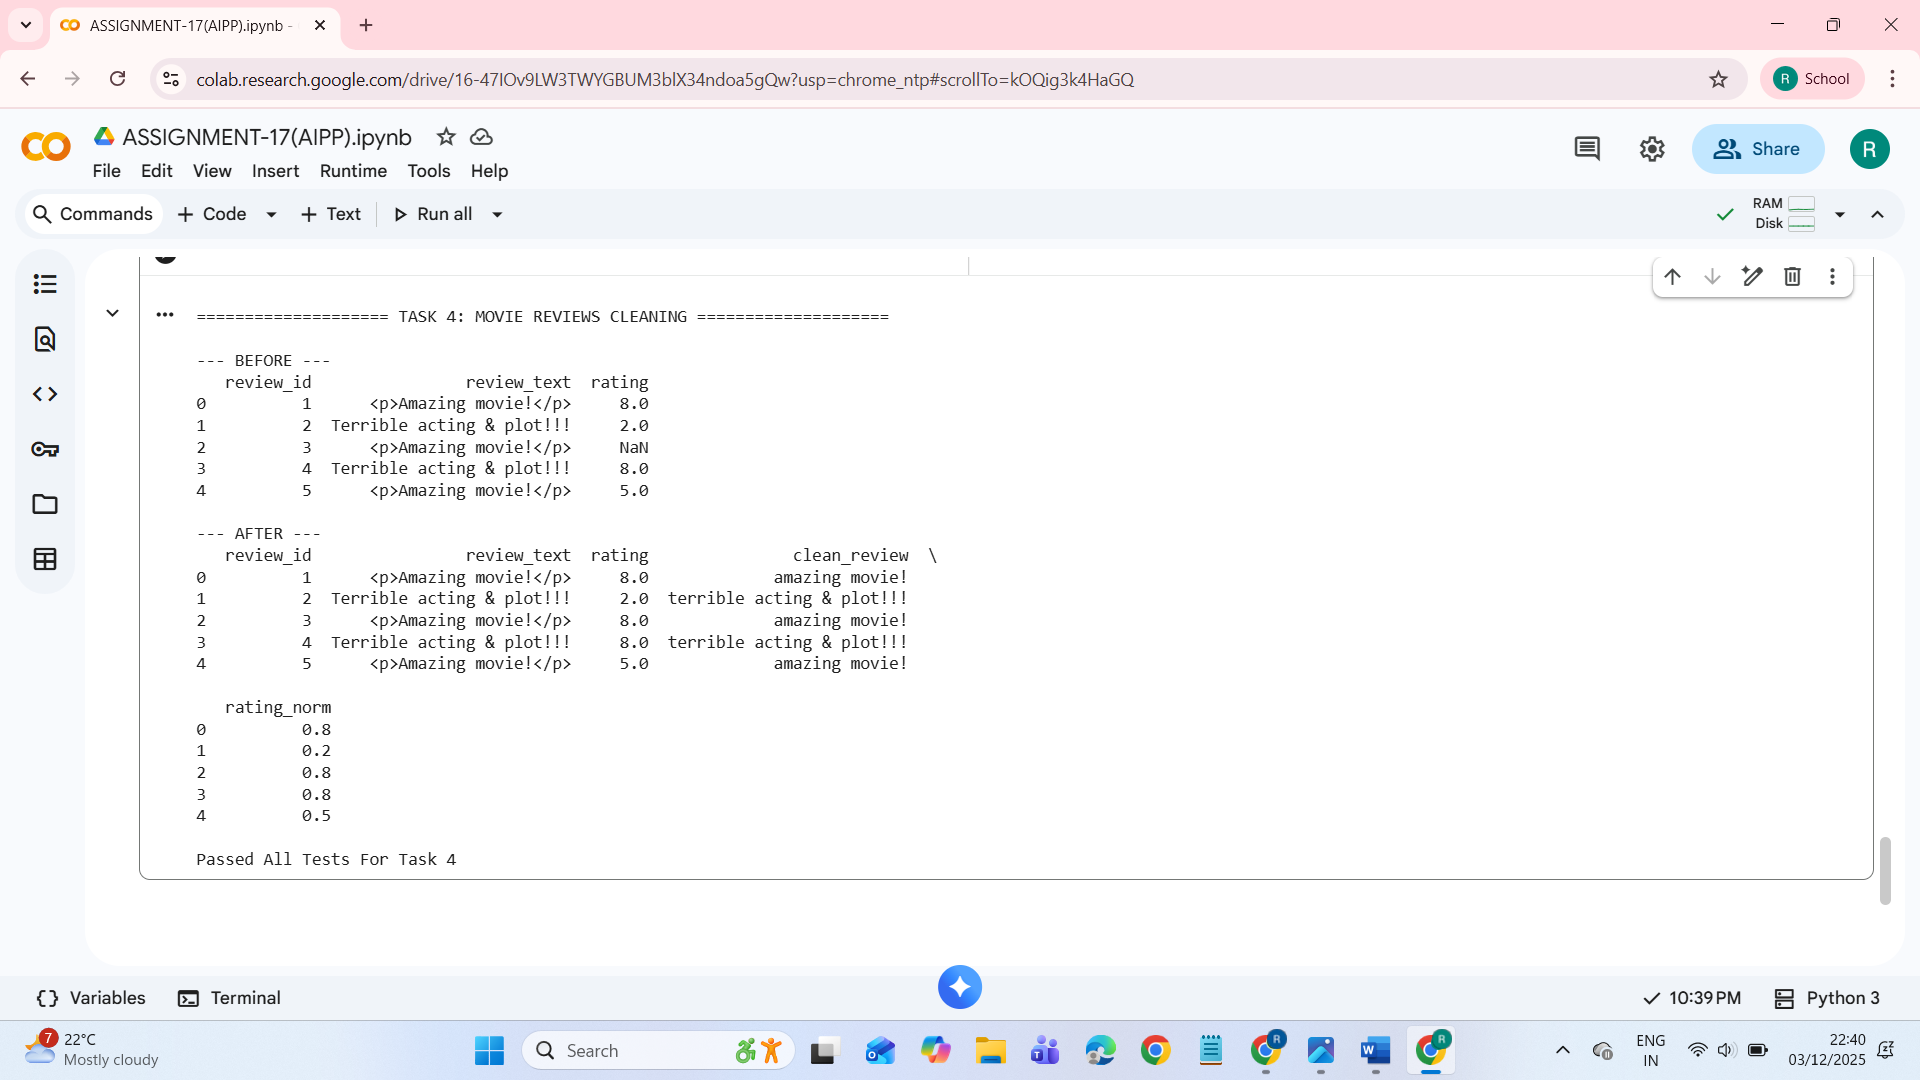 ASSIGNMENT-17(AIPP).ipynb -
colab.research.google.com/drive/16-47IOv9LW3TWYGBUM3blX34ndoa5gQw?usp=chrome_ntp#scrollTo=kOQig3k4HaGQ
R School
ASSIGNMENT-17(AIPP).ipynb
File Edit View Insert Runtime Tools Help
Share
R
Commands + Code + Text Run all
RAM
Disk
==================== TASK 4: MOVIE REVIEWS CLEANING ====================
--- BEFORE ---
review_id review_text rating
0 1 <p>Amazing movie!</p> 8.0
1 2 Terrible acting & plot!!! 2.0
2 3 <p>Amazing movie!</p> NaN
3 4 Terrible acting & plot!!! 8.0
4 5 <p>Amazing movie!</p> 5.0
--- AFTER ---
review_id review_text rating clean_review \
0 1 <p>Amazing movie!</p> 8.0 amazing movie!
1 2 Terrible acting & plot!!! 2.0 terrible acting & plot!!!
2 3 <p>Amazing movie!</p> 8.0 amazing movie!
3 4 Terrible acting & plot!!! 8.0 terrible acting & plot!!!
4 5 <p>Amazing movie!</p> 5.0 amazing movie!
rating_norm
0 0.8
1 0.2
2 0.8
3 0.8
4 0.5
Passed All Tests For Task 4
Variables Terminal
10:39 PM Python 3
7
22°C
Mostly cloudy
Search
ENG
IN
22:40
03/12/2025